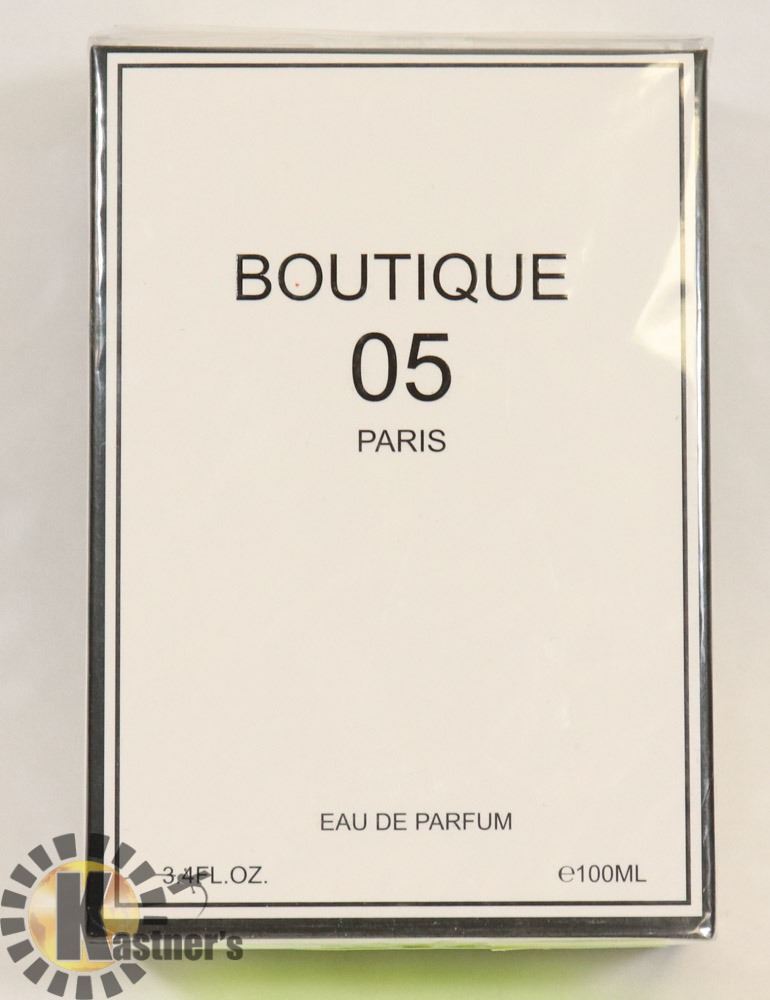 BOUTIQUE
05
PARIS
EAU DE PARFUM
3.4FL.OZ.
℮100ML
Kastner's